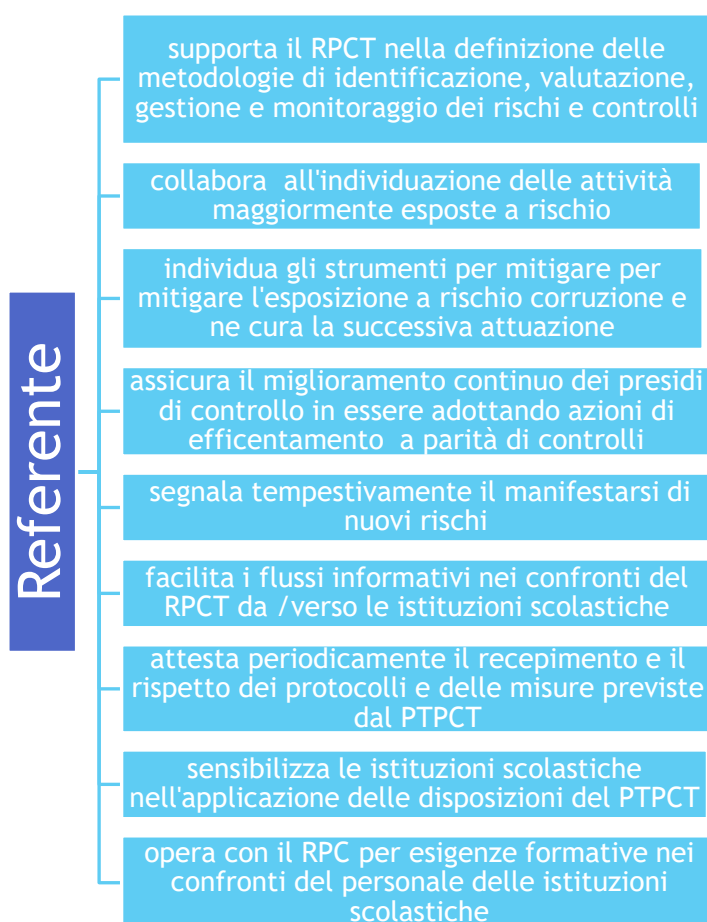 Referente
supporta il RPCT nella definizione delle
metodologie di identificazione, valutazione,
gestione e monitoraggio dei rischi e controlli
collabora  all'individuazione delle attività
maggiormente esposte a rischio
individua gli strumenti per mitigare per
mitigare l'esposizione a rischio corruzione e
ne cura la successiva attuazione
assicura il miglioramento continuo dei presidi
di controllo in essere adottando azioni di
efficentamento  a parità di controlli
segnala tempestivamente il manifestarsi di
nuovi rischi
facilita i flussi informativi nei confronti del
RPCT da /verso le istituzioni scolastiche
attesta periodicamente il recepimento e il
rispetto dei protocolli e delle misure previste
dal PTPCT
sensibilizza le istituzioni scolastiche
nell'applicazione delle disposizioni del PTPCT
opera con il RPC per esigenze formative nei
confronti del personale delle istituzioni
scolastiche